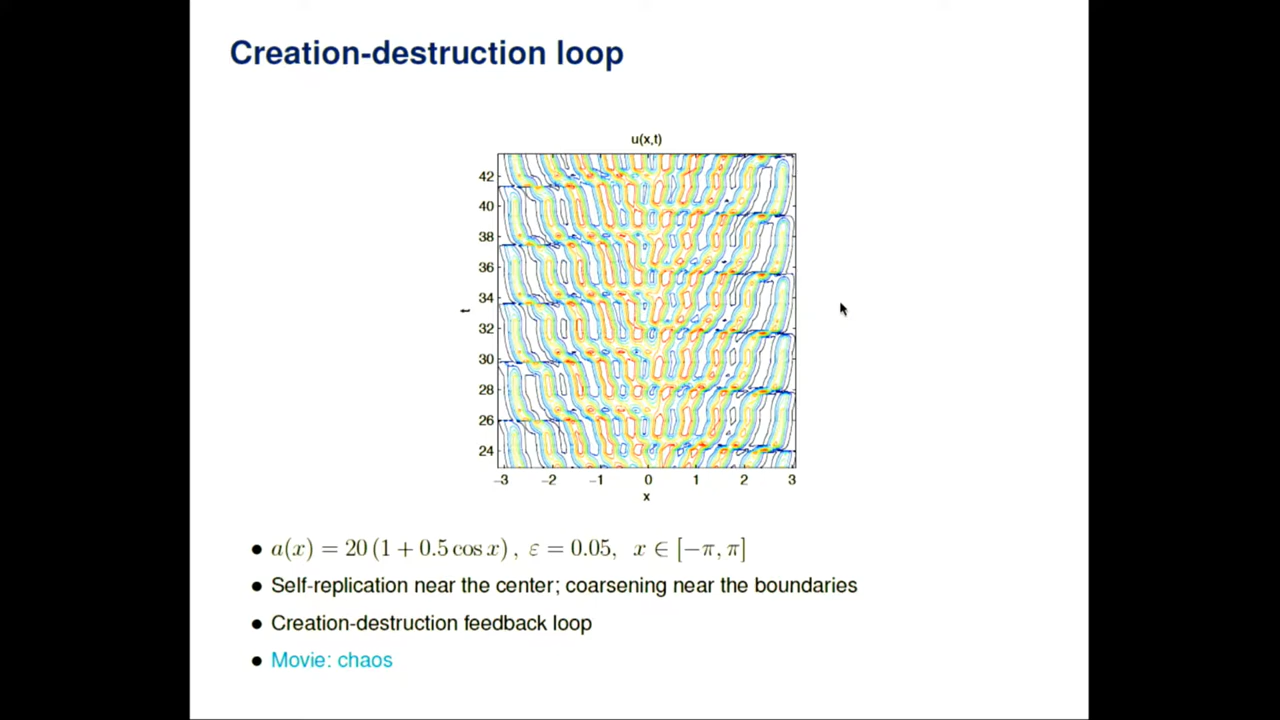 Creation-destruction loop
u(x,t)
42
40
38
36
34
32
30
28
26
24
t
−3 −2 −1 0 1 2 3
x
• a(x) = 20 (1 + 0.5 cos x) , ε = 0.05, x ∈ [−π, π]
• Self-replication near the center; coarsening near the boundaries
• Creation-destruction feedback loop
• Movie: chaos